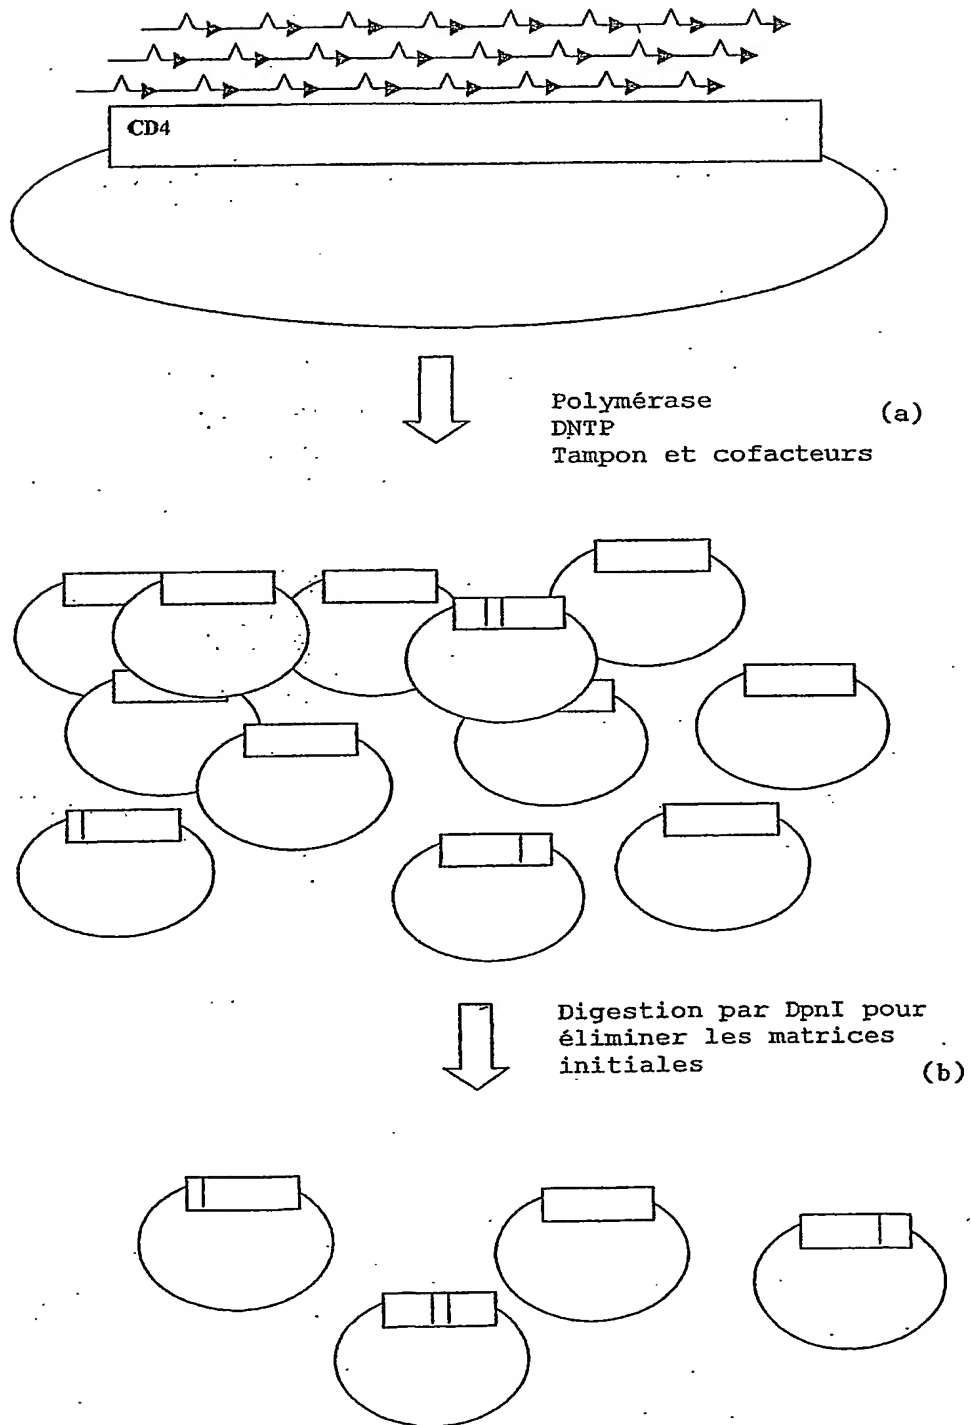 CD4
Polymérase
DNTP
Tampon et cofacteurs
(a)
Digestion par DpnI pour
éliminer les matrices
initiales
(b)